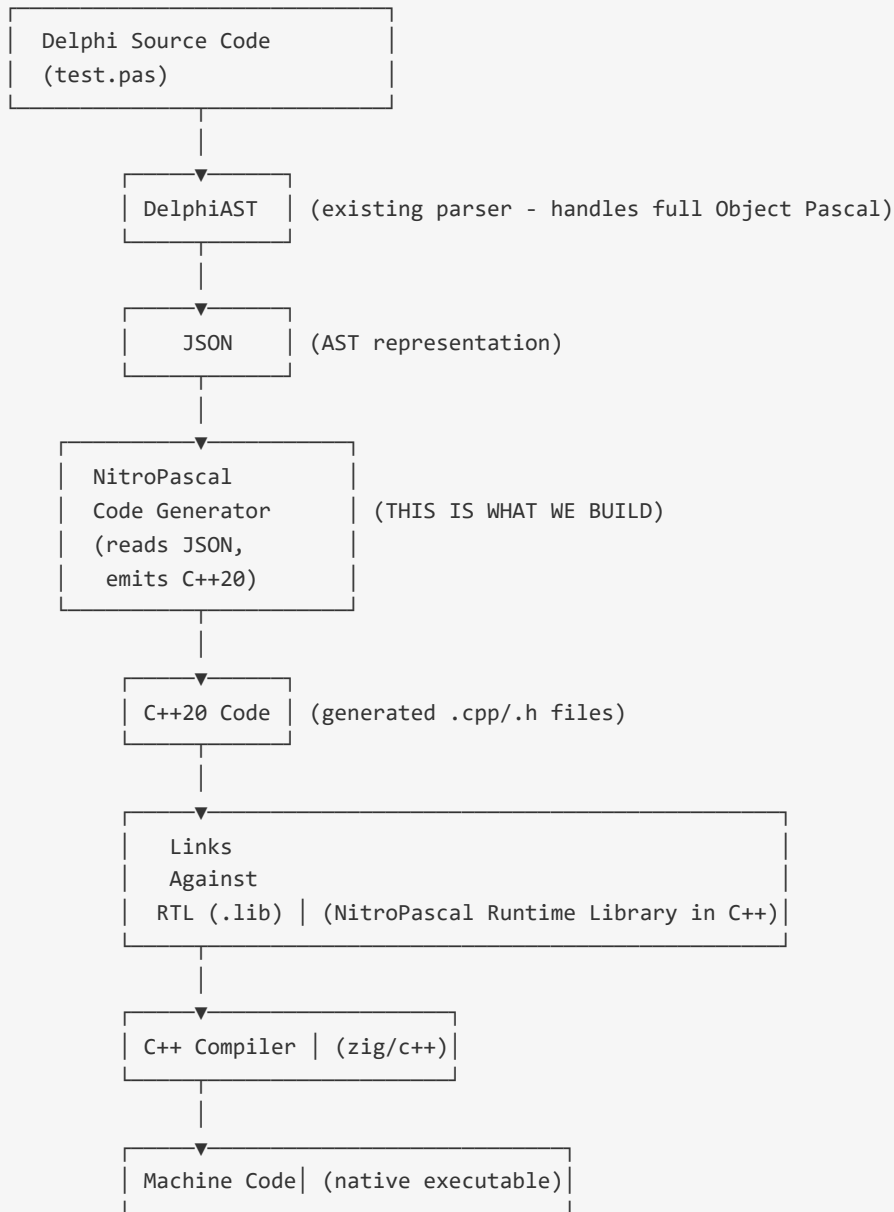 Delphi Source Code
(test.pas)
DelphiAST (existing parser - handles full Object Pascal)
JSON (AST representation)
NitroPascal
Code Generator (THIS IS WHAT WE BUILD)
(reads JSON,
emits C++20)
C++20 Code (generated .cpp/.h files)
Links
Against
RTL (.lib) (NitroPascal Runtime Library in C++)
C++ Compiler (zig/c++)
Machine Code (native executable)